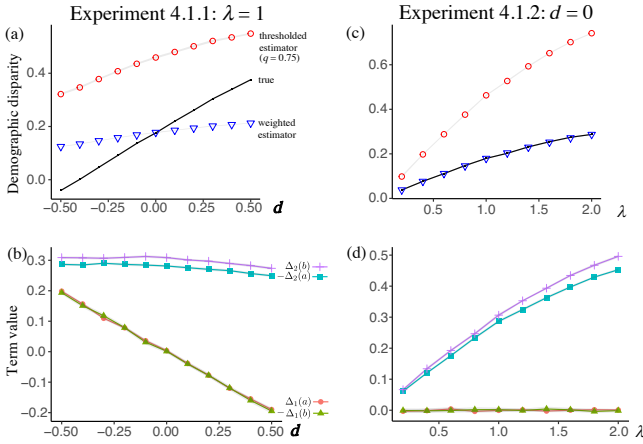 Experiment 4.1.1: λ = 1
Experiment 4.1.2: d = 0
(a)
Demographic disparity
0.4
0.2
0.0
thresholded
estimator
(q = 0.75)
true
weighted
estimator
−0.50
−0.25
0.00
0.25
0.50
d
(c)
0.6
0.4
0.2
0.0
0.5
1.0
1.5
2.0
λ
(b)
Term value
0.3
0.2
0.1
0.0
−0.1
−0.2
Δ₂(b)
−Δ₂(a)
Δ₁(a)
−Δ₁(b)
−0.50
−0.25
0.00
0.25
0.50
d
(d)
0.5
0.4
0.3
0.2
0.1
0.0
0.5
1.0
1.5
2.0
λ